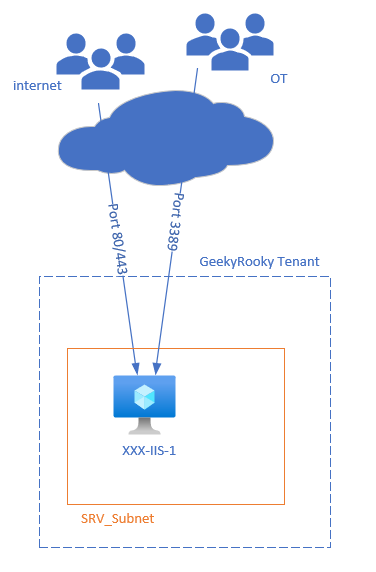 internet
OT
Port 80/443
Port 3389
GeekyRooky Tenant
XXX-IIS-1
SRV_Subnet